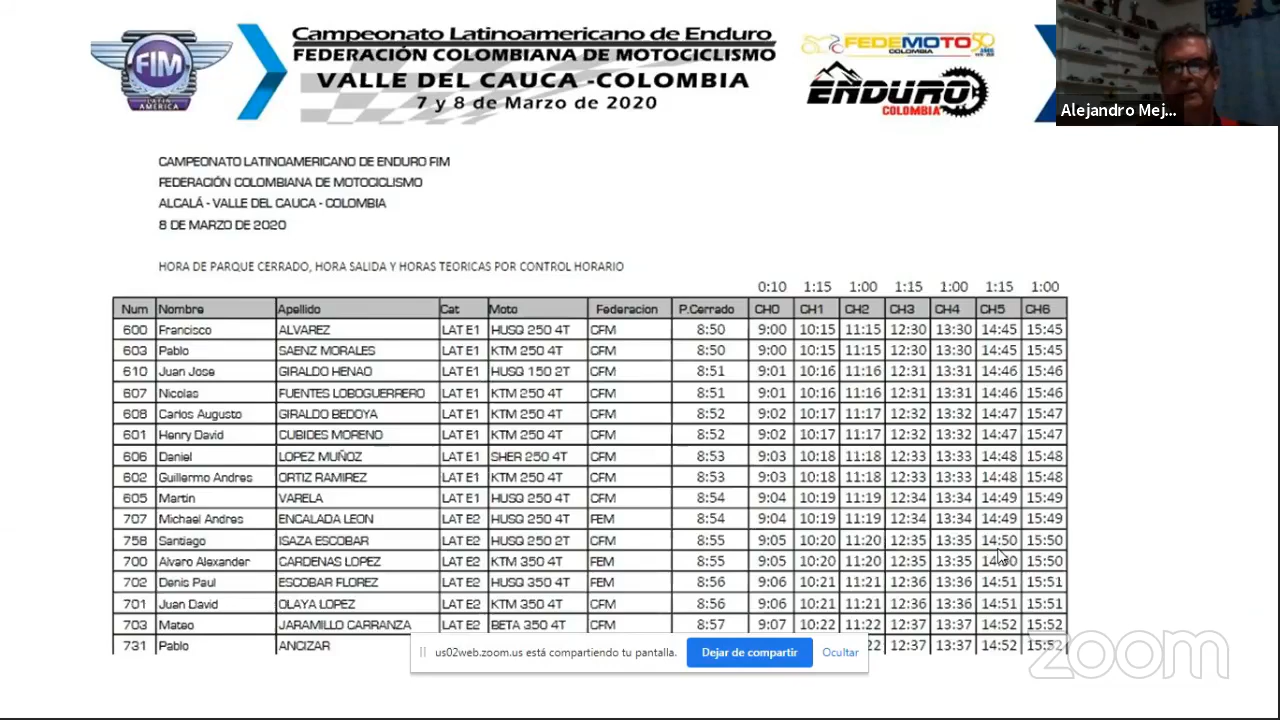 FIM
LATIN
AMERICA
Campeonato Latinoamericano de Enduro
FEDERACIÓN COLOMBIANA DE MOTOCICLISMO
VALLE DEL CAUCA -COLOMBIA
7 y 8 de Marzo de 2020
FEDEMOTO
COLOMBIA
ENDURO
COLOMBIA
Alejandro Mej...
CAMPEONATO LATINOAMERICANO DE ENDURO FIM
FEDERACIÓN COLOMBIANA DE MOTOCICLISMO
ALCALÁ - VALLE DEL CAUCA - COLOMBIA
8 DE MARZO DE 2020
HORA DE PARQUE CERRADO, HORA SALIDA Y HORAS TEORICAS POR CONTROL HORARIO
0:10 1:15 1:00 1:15 1:00 1:15 1:00
Num Nombre Apellido Cat Moto Federacion P.Cerrado CH0 CH1 CH2 CH3 CH4 CH5 CH6
600 Francisco ALVAREZ LAT E1 HUSQ 250 4T CFM 8:50 9:00 10:15 11:15 12:30 13:30 14:45 15:45
603 Pablo SAENZ MORALES LAT E1 KTM 250 4T CFM 8:50 9:00 10:15 11:15 12:30 13:30 14:45 15:45
610 Juan Jose GIRALDO HENAO LAT E1 HUSQ 150 2T CFM 8:51 9:01 10:16 11:16 12:31 13:31 14:46 15:46
607 Nicolas FUENTES LOBOGUERRERO LAT E1 KTM 250 4T CFM 8:51 9:01 10:16 11:16 12:31 13:31 14:46 15:46
608 Carlos Augusto GIRALDO BEDOYA LAT E1 KTM 250 4T CFM 8:52 9:02 10:17 11:17 12:32 13:32 14:47 15:47
601 Henry David CUBIDES MORENO LAT E1 KTM 250 4T CFM 8:52 9:02 10:17 11:17 12:32 13:32 14:47 15:47
606 Daniel LOPEZ MUÑOZ LAT E1 SHER 250 4T CFM 8:53 9:03 10:18 11:18 12:33 13:33 14:48 15:48
602 Guillermo Andres ORTIZ RAMIREZ LAT E1 KTM 250 4T CFM 8:53 9:03 10:18 11:18 12:33 13:33 14:48 15:48
605 Martin VARELA LAT E1 HUSQ 250 4T CFM 8:54 9:04 10:19 11:19 12:34 13:34 14:49 15:49
707 Michael Andres ENCALADA LEON LAT E2 HUSQ 250 4T FEM 8:54 9:04 10:19 11:19 12:34 13:34 14:49 15:49
758 Santiago ISAZA ESCOBAR LAT E2 HUSQ 250 2T CFM 8:55 9:05 10:20 11:20 12:35 13:35 14:50 15:50
700 Alvaro Alexander CARDENAS LOPEZ LAT E2 KTM 350 4T FEM 8:55 9:05 10:20 11:20 12:35 13:35 15:50
702 Denis Paul ESCOBAR FLOREZ LAT E2 HUSQ 350 4T FEM 8:56 9:06 10:21 11:21 12:36 13:36 14:51 15:51
701 Juan David OLAYA LOPEZ LAT E2 KTM 350 4T CFM 8:56 9:06 10:21 11:21 12:36 13:36 14:51 15:51
703 Mateo JARAMILLO CARRANZA LAT E2 BETA 350 4T CFM 8:57 9:07 10:22 11:22 12:37 13:37 14:52 15:52
731 Pablo ANCIZAR 22 12:37 13:37 14:52 15:52
us02web.zoom.us está compartiendo tu pantalla. Dejar de compartir Ocultar
zoom